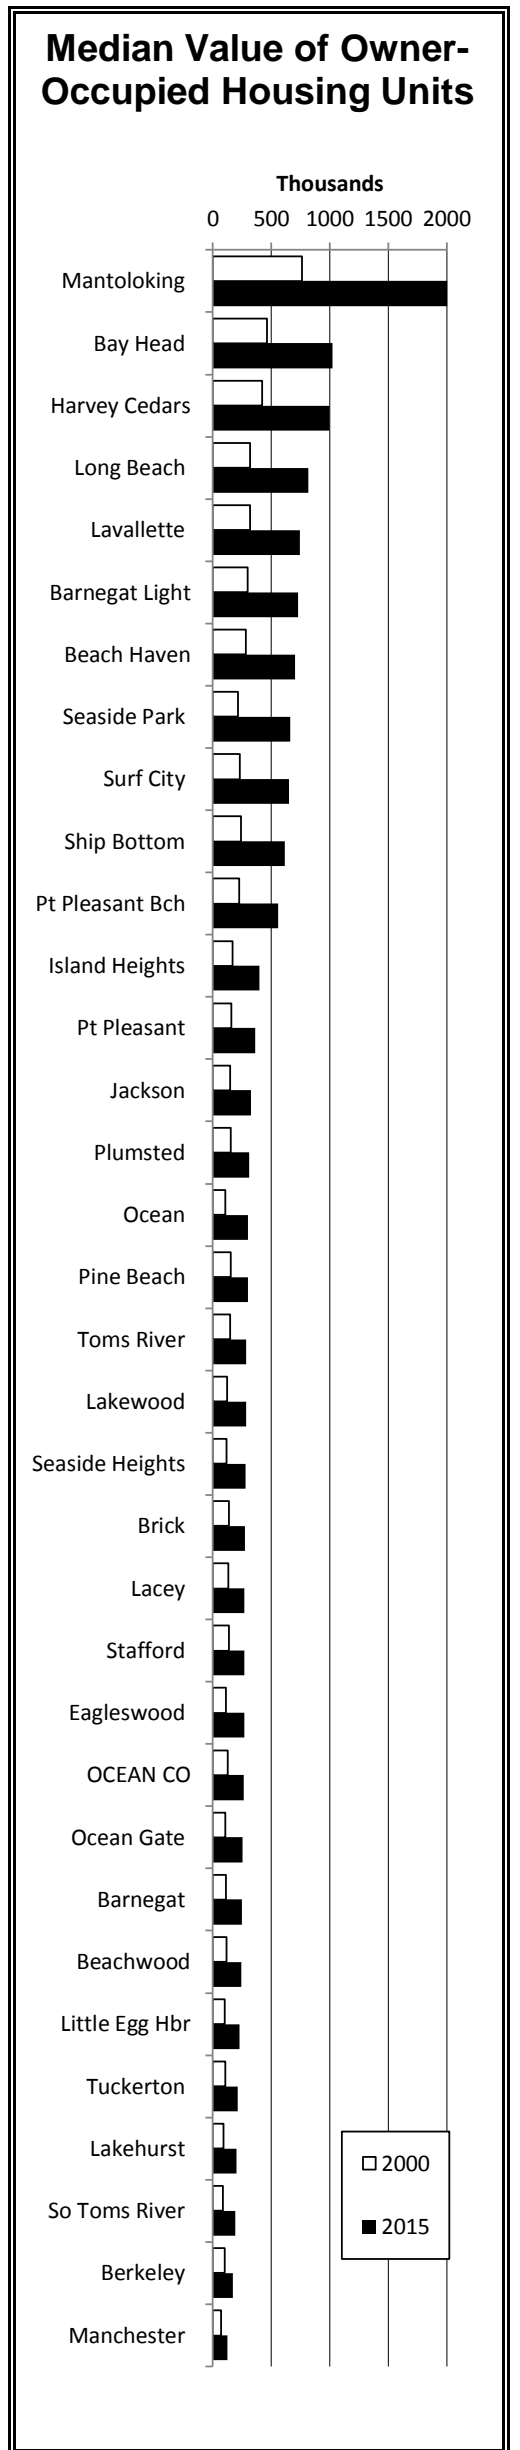 Median Value of Owner-
Occupied Housing Units
Thousands
0 500 1000 1500 2000
Mantoloking
Bay Head
Harvey Cedars
Long Beach
Lavallette
Barnegat Light
Beach Haven
Seaside Park
Surf City
Ship Bottom
Pt Pleasant Bch
Island Heights
Pt Pleasant
Jackson
Plumsted
Ocean
Pine Beach
Toms River
Lakewood
Seaside Heights
Brick
Lacey
Stafford
Eagleswood
OCEAN CO
Ocean Gate
Barnegat
Beachwood
Little Egg Hbr
Tuckerton
Lakehurst
So Toms River
Berkeley
Manchester
2000
2015